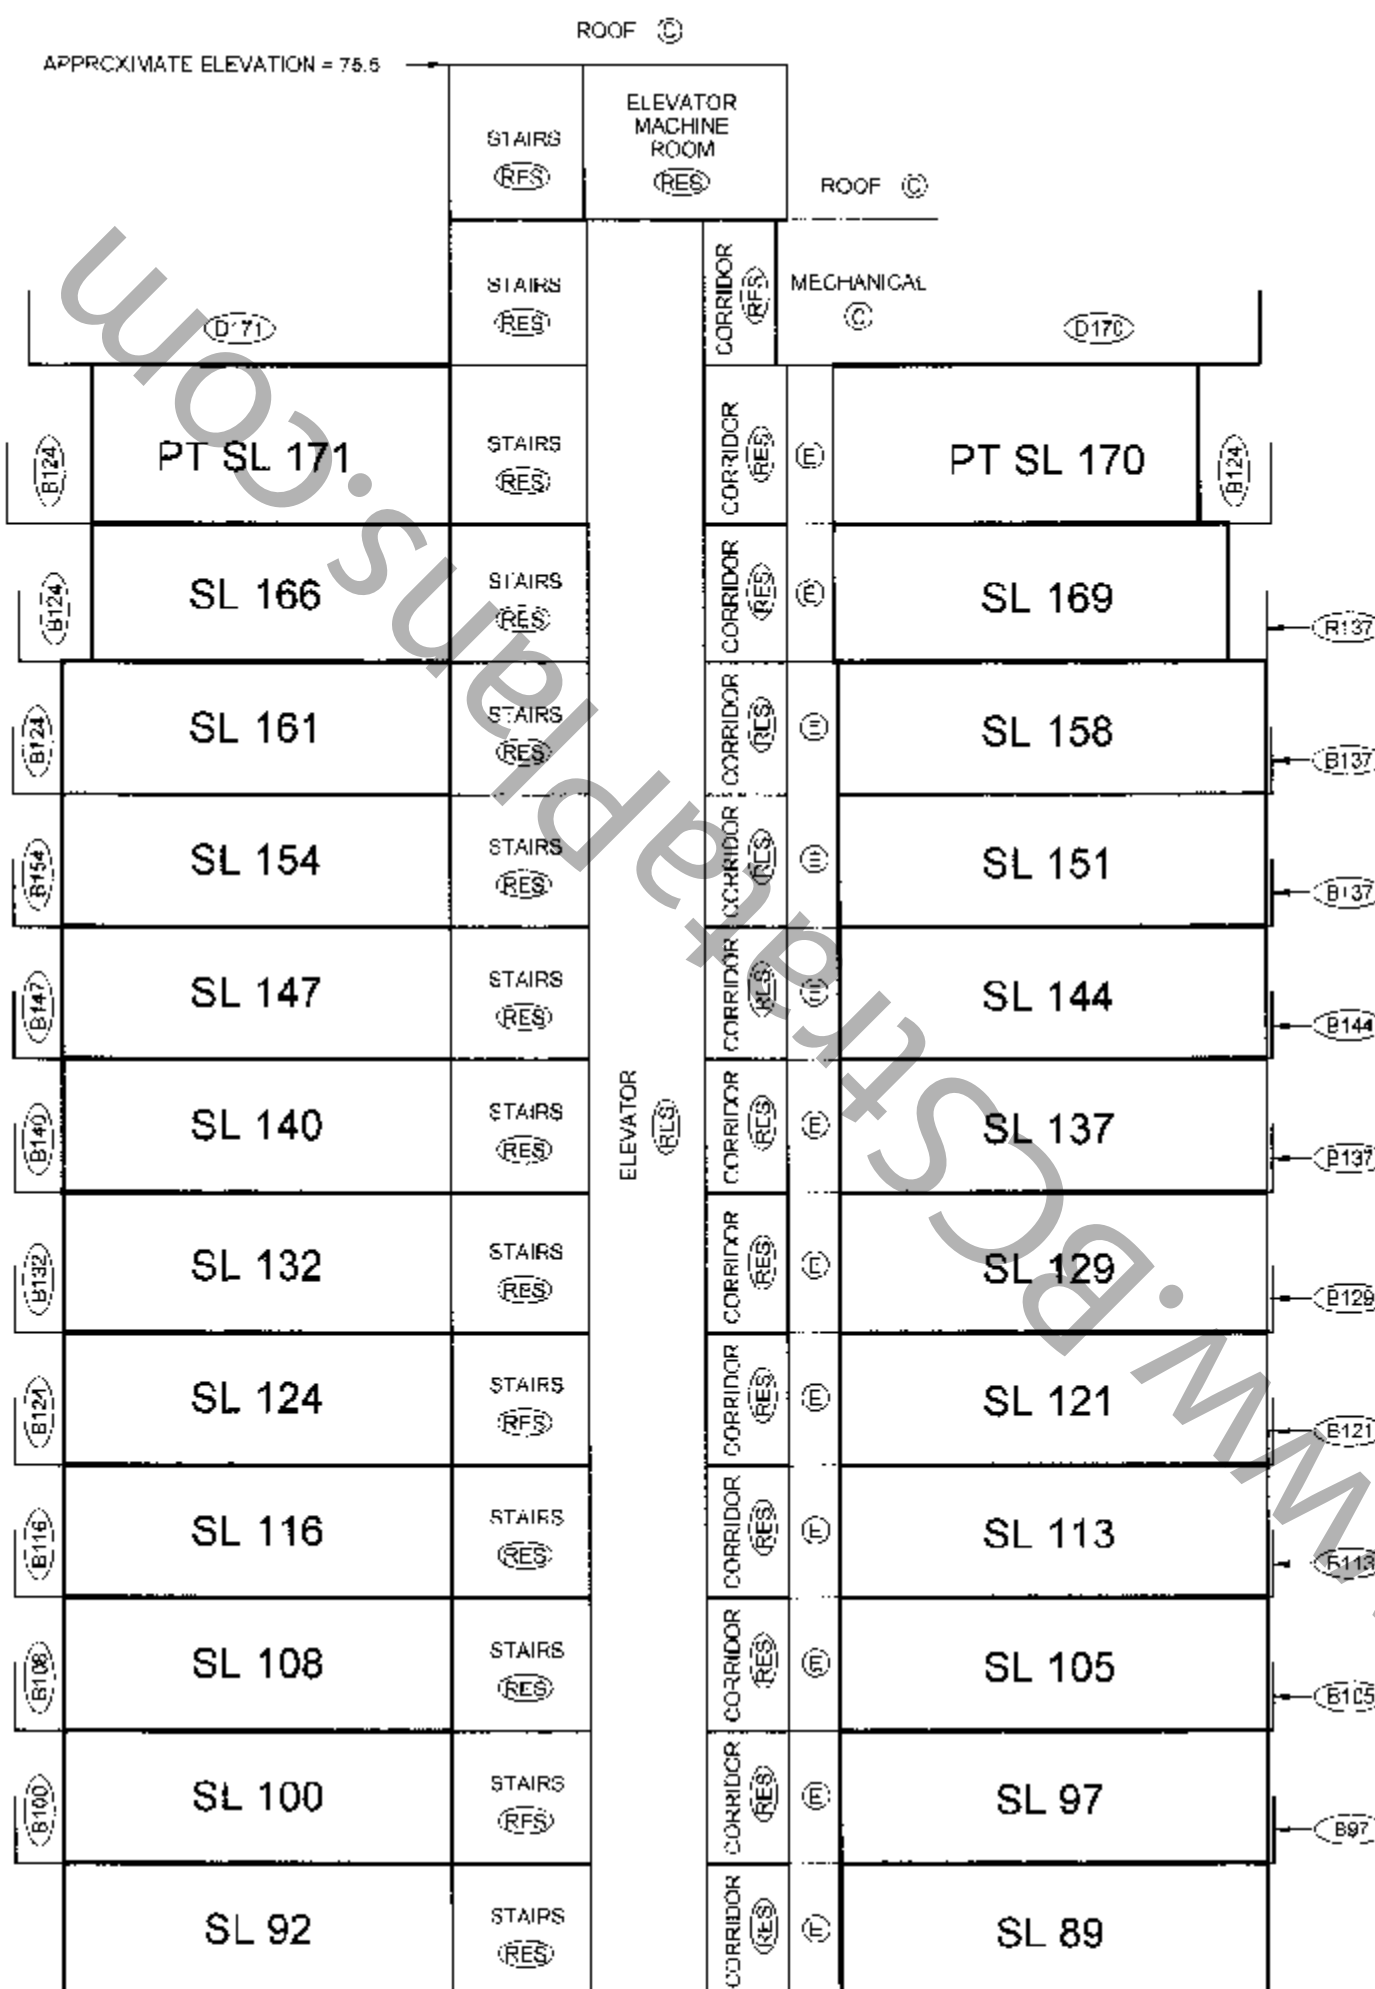 ROOF C
APPROXIMATE ELEVATION = 75.5
STAIRS
RES
ELEVATOR
MACHINE
ROOM
RES
ROOF C
STAIRS
RES
CORRIDOR
RES
MECHANICAL
C
D171
D170
B124
PT SL 171
STAIRS
RES
CORRIDOR
RES
E
PT SL 170
B124
B124
SL 166
STAIRS
RES
CORRIDOR
RES
E
SL 169
B137
B124
SL 161
STAIRS
RES
CORRIDOR
RES
E
SL 158
B137
B154
SL 154
STAIRS
RES
CORRIDOR
RES
E
SL 151
B137
B147
SL 147
STAIRS
RES
CORRIDOR
RES
E
SL 144
B144
B140
SL 140
STAIRS
RES
ELEVATOR
RES
CORRIDOR
RES
E
SL 137
B137
B132
SL 132
STAIRS
RES
CORRIDOR
RES
E
SL 129
B129
B124
SL 124
STAIRS
RES
CORRIDOR
RES
E
SL 121
B121
B116
SL 116
STAIRS
RES
CORRIDOR
RES
E
SL 113
B113
B108
SL 108
STAIRS
RES
CORRIDOR
RES
E
SL 105
B105
B100
SL 100
STAIRS
RES
CORRIDOR
RES
E
SL 97
B97
SL 92
STAIRS
RES
CORRIDOR
RES
E
SL 89
w.BCStrataplans.com